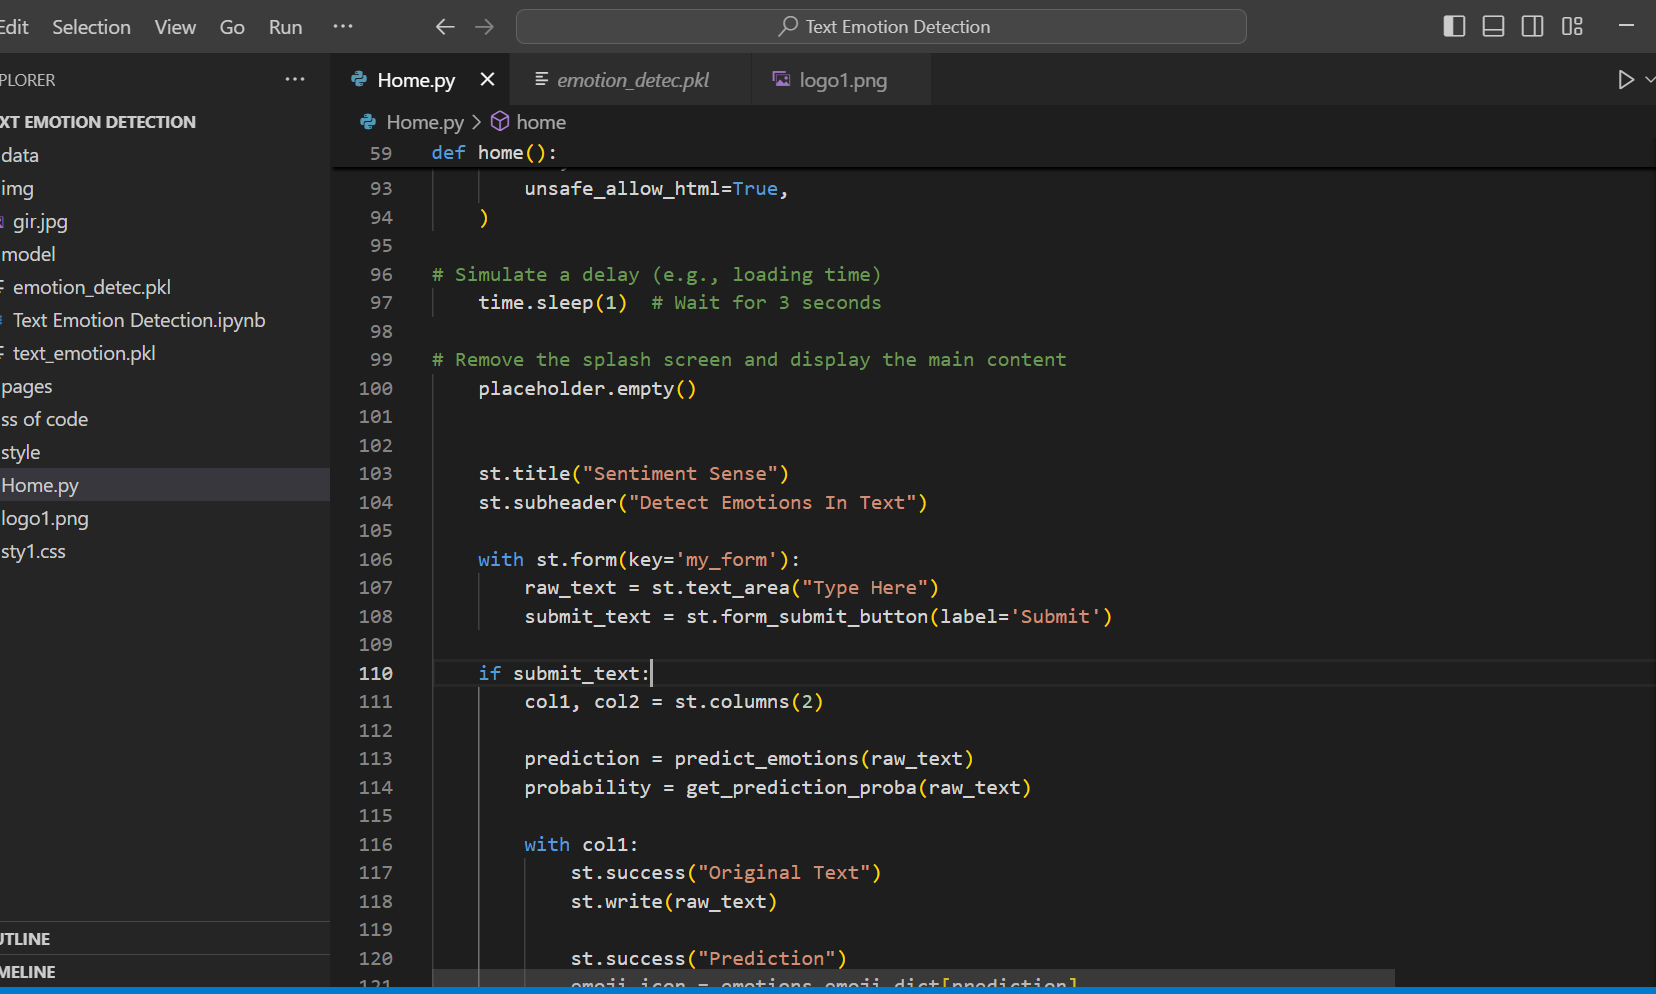 Edit Selection View Go Run ···
Text Emotion Detection
PLORER ···
XT EMOTION DETECTION
data
img
gir.jpg
model
emotion_detec.pkl
Text Emotion Detection.ipynb
text_emotion.pkl
pages
ss of code
style
Home.py
logo1.png
sty1.css
UTLINE
MELINE
Home.py
emotion_detec.pkl
logo1.png
Home.py > home
59 def home():
93 unsafe_allow_html=True,
94 )
95
96 # Simulate a delay (e.g., loading time)
97 time.sleep(1)  # Wait for 3 seconds
98
99 # Remove the splash screen and display the main content
100 placeholder.empty()
101
102
103 st.title("Sentiment Sense")
104 st.subheader("Detect Emotions In Text")
105
106 with st.form(key='my_form'):
107 raw_text = st.text_area("Type Here")
108 submit_text = st.form_submit_button(label='Submit')
109
110 if submit_text:
111 col1, col2 = st.columns(2)
112
113 prediction = predict_emotions(raw_text)
114 probability = get_prediction_proba(raw_text)
115
116 with col1:
117 st.success("Original Text")
118 st.write(raw_text)
119
120 st.success("Prediction")
121 emoji_icon = emotions_emoji_dict[prediction]